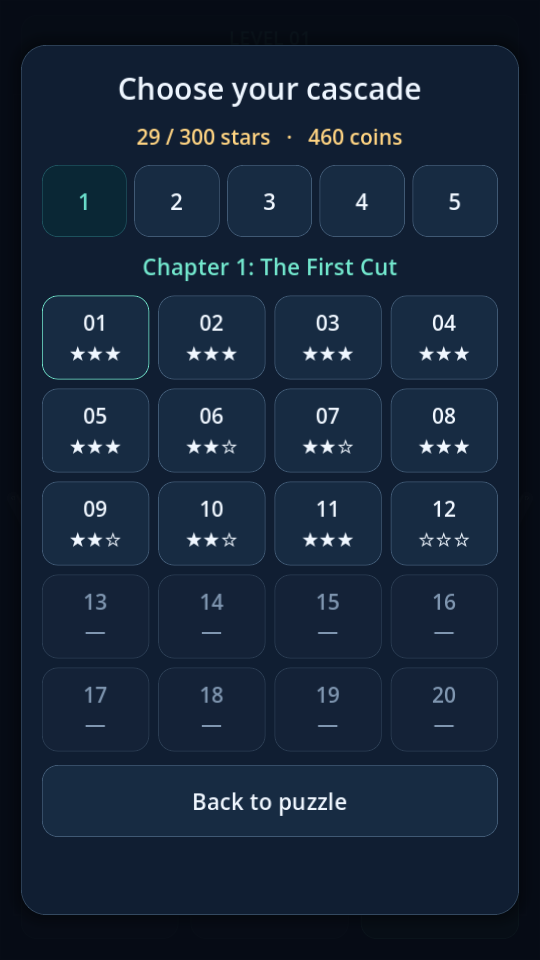 LEVEL 01
Choose your cascade
29 / 300 stars · 460 coins
1 2 3 4 5
Chapter 1: The First Cut
01 02 03 04
★★★ ★★★ ★★★ ★★★
05 06 07 08
★★★ ★★☆ ★★☆ ★★★
09 10 11 12
★★☆ ★★☆ ★★★ ☆☆☆
13 14 15 16
— — — —
17 18 19 20
— — — —
Back to puzzle